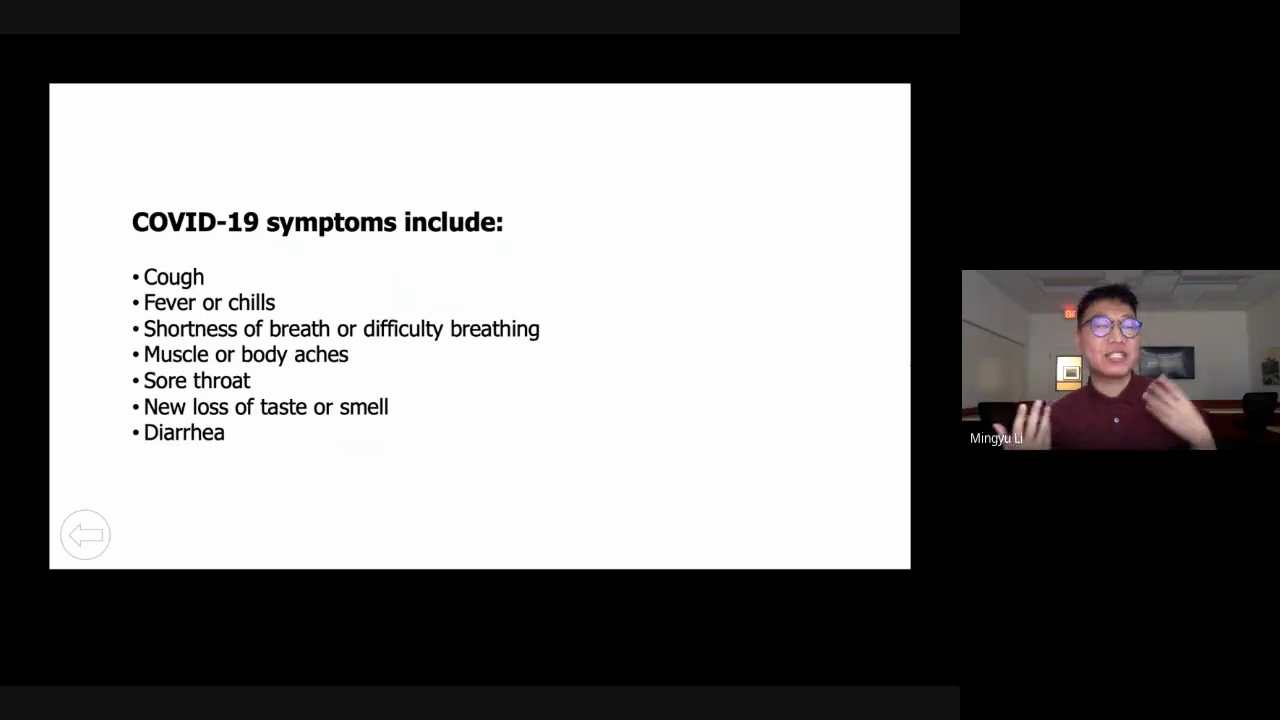 COVID-19 symptoms include:
• Cough
• Fever or chills
• Shortness of breath or difficulty breathing
• Muscle or body aches
• Sore throat
• New loss of taste or smell
• Diarrhea
Mingyu Li